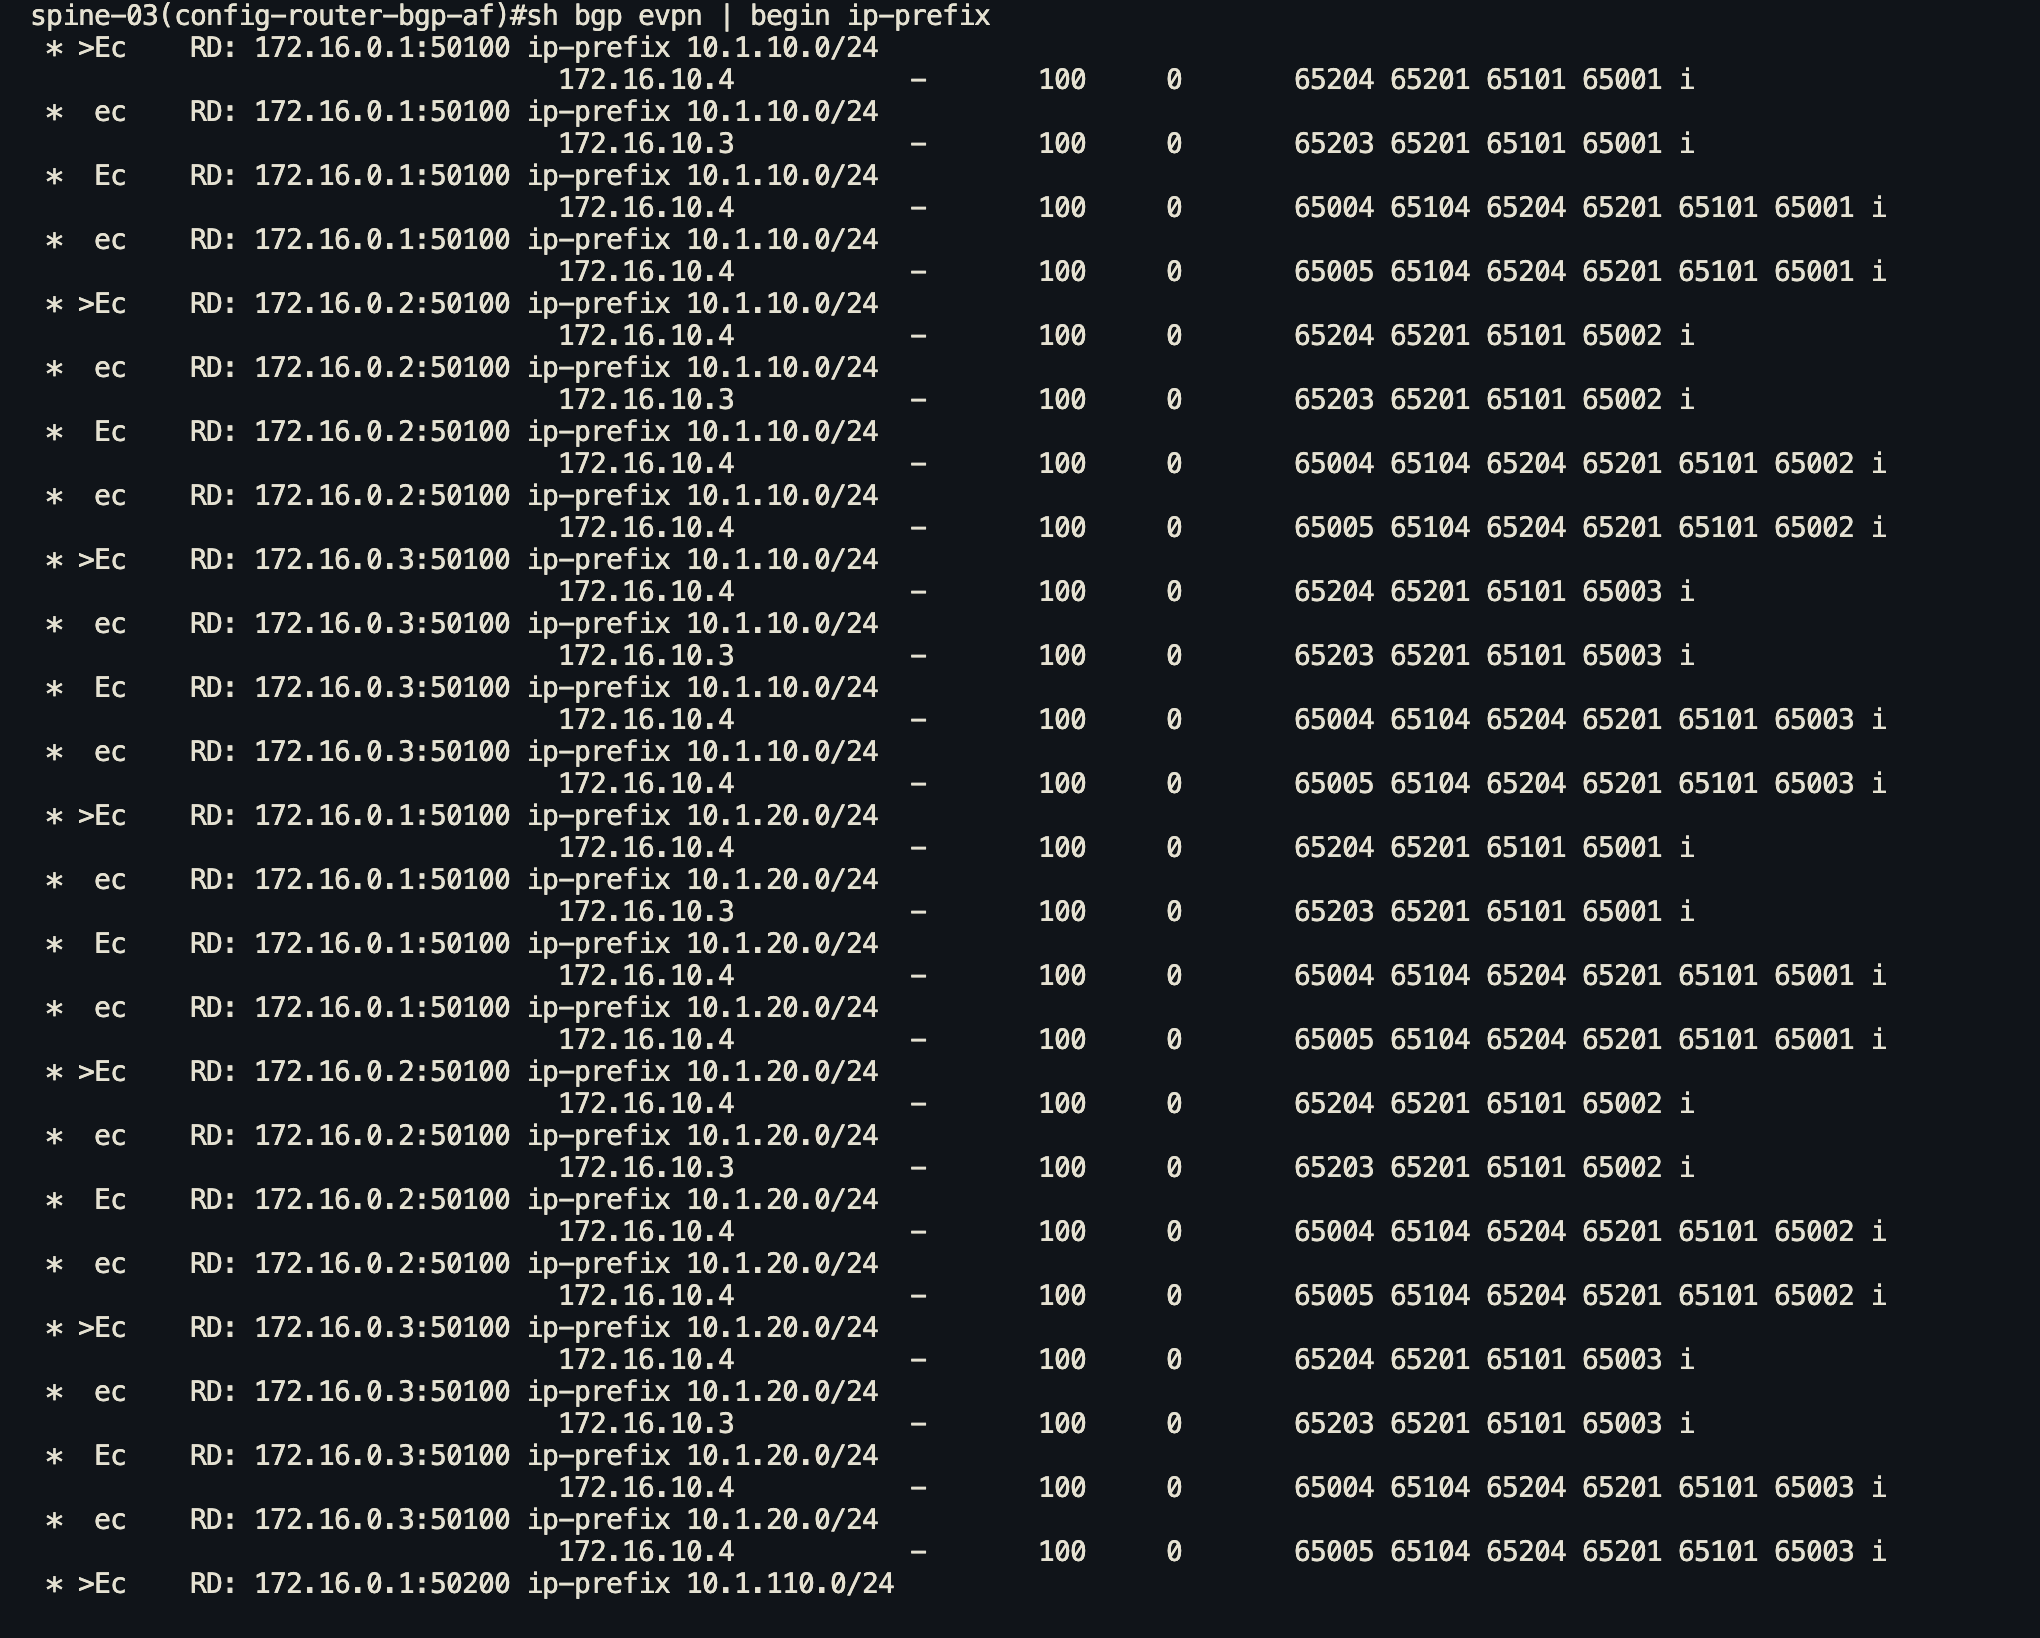 spine-03(config-router-bgp-af)#sh bgp evpn | begin ip-prefix
* >Ec    RD: 172.16.0.1:50100 ip-prefix 10.1.10.0/24
172.16.10.4           -       100     0       65204 65201 65101 65001 i
*  ec    RD: 172.16.0.1:50100 ip-prefix 10.1.10.0/24
172.16.10.3           -       100     0       65203 65201 65101 65001 i
*  Ec    RD: 172.16.0.1:50100 ip-prefix 10.1.10.0/24
172.16.10.4           -       100     0       65004 65104 65204 65201 65101 65001 i
*  ec    RD: 172.16.0.1:50100 ip-prefix 10.1.10.0/24
172.16.10.4           -       100     0       65005 65104 65204 65201 65101 65001 i
* >Ec    RD: 172.16.0.2:50100 ip-prefix 10.1.10.0/24
172.16.10.4           -       100     0       65204 65201 65101 65002 i
*  ec    RD: 172.16.0.2:50100 ip-prefix 10.1.10.0/24
172.16.10.3           -       100     0       65203 65201 65101 65002 i
*  Ec    RD: 172.16.0.2:50100 ip-prefix 10.1.10.0/24
172.16.10.4           -       100     0       65004 65104 65204 65201 65101 65002 i
*  ec    RD: 172.16.0.2:50100 ip-prefix 10.1.10.0/24
172.16.10.4           -       100     0       65005 65104 65204 65201 65101 65002 i
* >Ec    RD: 172.16.0.3:50100 ip-prefix 10.1.10.0/24
172.16.10.4           -       100     0       65204 65201 65101 65003 i
*  ec    RD: 172.16.0.3:50100 ip-prefix 10.1.10.0/24
172.16.10.3           -       100     0       65203 65201 65101 65003 i
*  Ec    RD: 172.16.0.3:50100 ip-prefix 10.1.10.0/24
172.16.10.4           -       100     0       65004 65104 65204 65201 65101 65003 i
*  ec    RD: 172.16.0.3:50100 ip-prefix 10.1.10.0/24
172.16.10.4           -       100     0       65005 65104 65204 65201 65101 65003 i
* >Ec    RD: 172.16.0.1:50100 ip-prefix 10.1.20.0/24
172.16.10.4           -       100     0       65204 65201 65101 65001 i
*  ec    RD: 172.16.0.1:50100 ip-prefix 10.1.20.0/24
172.16.10.3           -       100     0       65203 65201 65101 65001 i
*  Ec    RD: 172.16.0.1:50100 ip-prefix 10.1.20.0/24
172.16.10.4           -       100     0       65004 65104 65204 65201 65101 65001 i
*  ec    RD: 172.16.0.1:50100 ip-prefix 10.1.20.0/24
172.16.10.4           -       100     0       65005 65104 65204 65201 65101 65001 i
* >Ec    RD: 172.16.0.2:50100 ip-prefix 10.1.20.0/24
172.16.10.4           -       100     0       65204 65201 65101 65002 i
*  ec    RD: 172.16.0.2:50100 ip-prefix 10.1.20.0/24
172.16.10.3           -       100     0       65203 65201 65101 65002 i
*  Ec    RD: 172.16.0.2:50100 ip-prefix 10.1.20.0/24
172.16.10.4           -       100     0       65004 65104 65204 65201 65101 65002 i
*  ec    RD: 172.16.0.2:50100 ip-prefix 10.1.20.0/24
172.16.10.4           -       100     0       65005 65104 65204 65201 65101 65002 i
* >Ec    RD: 172.16.0.3:50100 ip-prefix 10.1.20.0/24
172.16.10.4           -       100     0       65204 65201 65101 65003 i
*  ec    RD: 172.16.0.3:50100 ip-prefix 10.1.20.0/24
172.16.10.3           -       100     0       65203 65201 65101 65003 i
*  Ec    RD: 172.16.0.3:50100 ip-prefix 10.1.20.0/24
172.16.10.4           -       100     0       65004 65104 65204 65201 65101 65003 i
*  ec    RD: 172.16.0.3:50100 ip-prefix 10.1.20.0/24
172.16.10.4           -       100     0       65005 65104 65204 65201 65101 65003 i
* >Ec    RD: 172.16.0.1:50200 ip-prefix 10.1.110.0/24